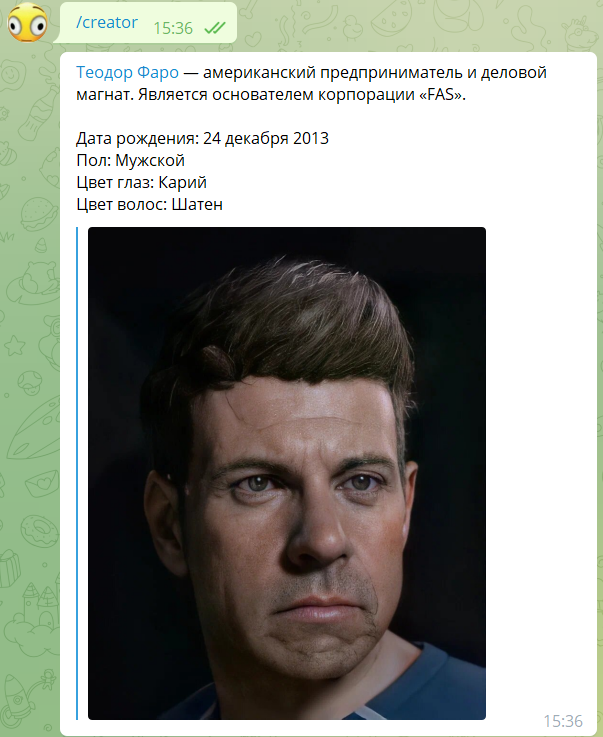 /creator
15:36
Теодор Фаро — американский предприниматель и деловой
магнат. Является основателем корпорации «FAS».
Дата рождения: 24 декабря 2013
Пол: Мужской
Цвет глаз: Карий
Цвет волос: Шатен
15:36